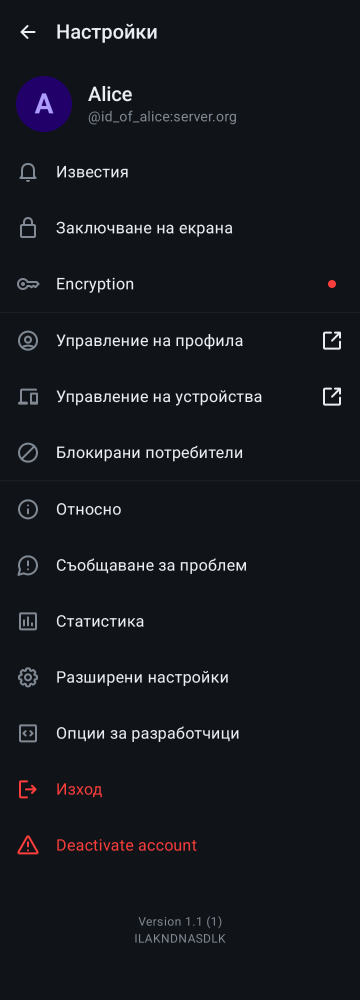 Настройки
A
Alice
@id_of_alice:server.org
Известия
Заключване на екрана
Encryption
Управление на профила
Управление на устройства
Блокирани потребители
Относно
Съобщаване за проблем
Статистика
Разширени настройки
Опции за разработчици
Изход
Deactivate account
Version 1.1 (1)
ILAKNDNASDLK